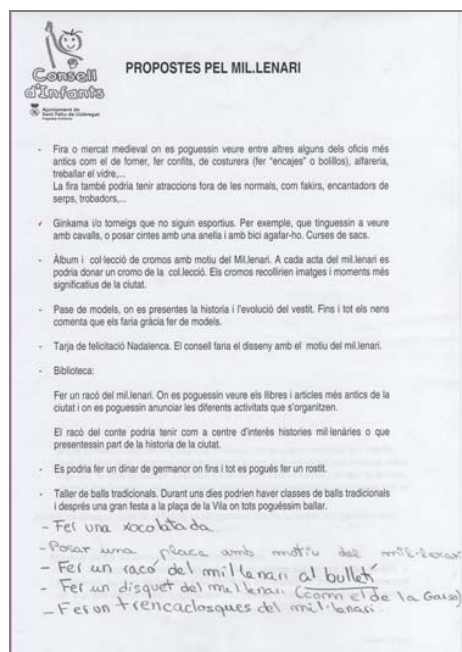 Consell
d'Infants
Ajuntament de
Sant Feliu de Llobregat
PROPOSTES PEL MIL.LENARI
- Fira o mercat medieval on es poguessin veure entre altres alguns dels oficis més
antics com el de forner, fer confits, de costurera (fer "encajes" o bolillos), alfareria,
treballar el vidre,...
La fira també podria tenir atraccions fora de les normals, com fakirs, encantadors de
serps, trobadors,...
✓ Ginkama i/o torneigs que no siguin esportius. Per exemple, que tinguessin a veure
amb cavalls, o posar cintes amb una anella i amb bici agafar-ho. Curses de sacs.
- Àlbum i col·lecció de cromos amb motiu del Mil.lenari. A cada acta del mil.lenari es
podria donar un cromo de la col.lecció. Els cromos recollirien imatges i moments més
significatius de la ciutat.
- Pase de models, on es presentes la historia i l'evolució del vestit. Fins i tot els nens
comenta que els faria gràcia fer de models.
- Tarja de felicitació Nadalenca. El consell faria el disseny amb el motiu del mil.lenari.
- Biblioteca:
Fer un racó del mil.lenari. On es poguessin veure els llibres i articles més antics de la
ciutat i on es poguessin anunciar les diferents activitats que s'organitzen.
El racó del conte podria tenir com a centre d'interés histories mil·lenàries o que
presentessin part de la historia de la ciutat.
- Es podria fer un dinar de germanor on fins i tot es pogués fer un rostit.
- Taller de balls tradicionals. Durant uns dies podrien haver classes de balls tradicionals
i després una gran festa a la plaça de la Vila on tots poguéssim ballar.
- Fer una xocolatada
- Posar una placa amb motiu del mil·lenari
- Fer un racó del mil·lenari al bulletí
- Fer un disquet del mil·lenari (com el de la Gaspar)
- Fer un trencaclosques del mil·lenari.